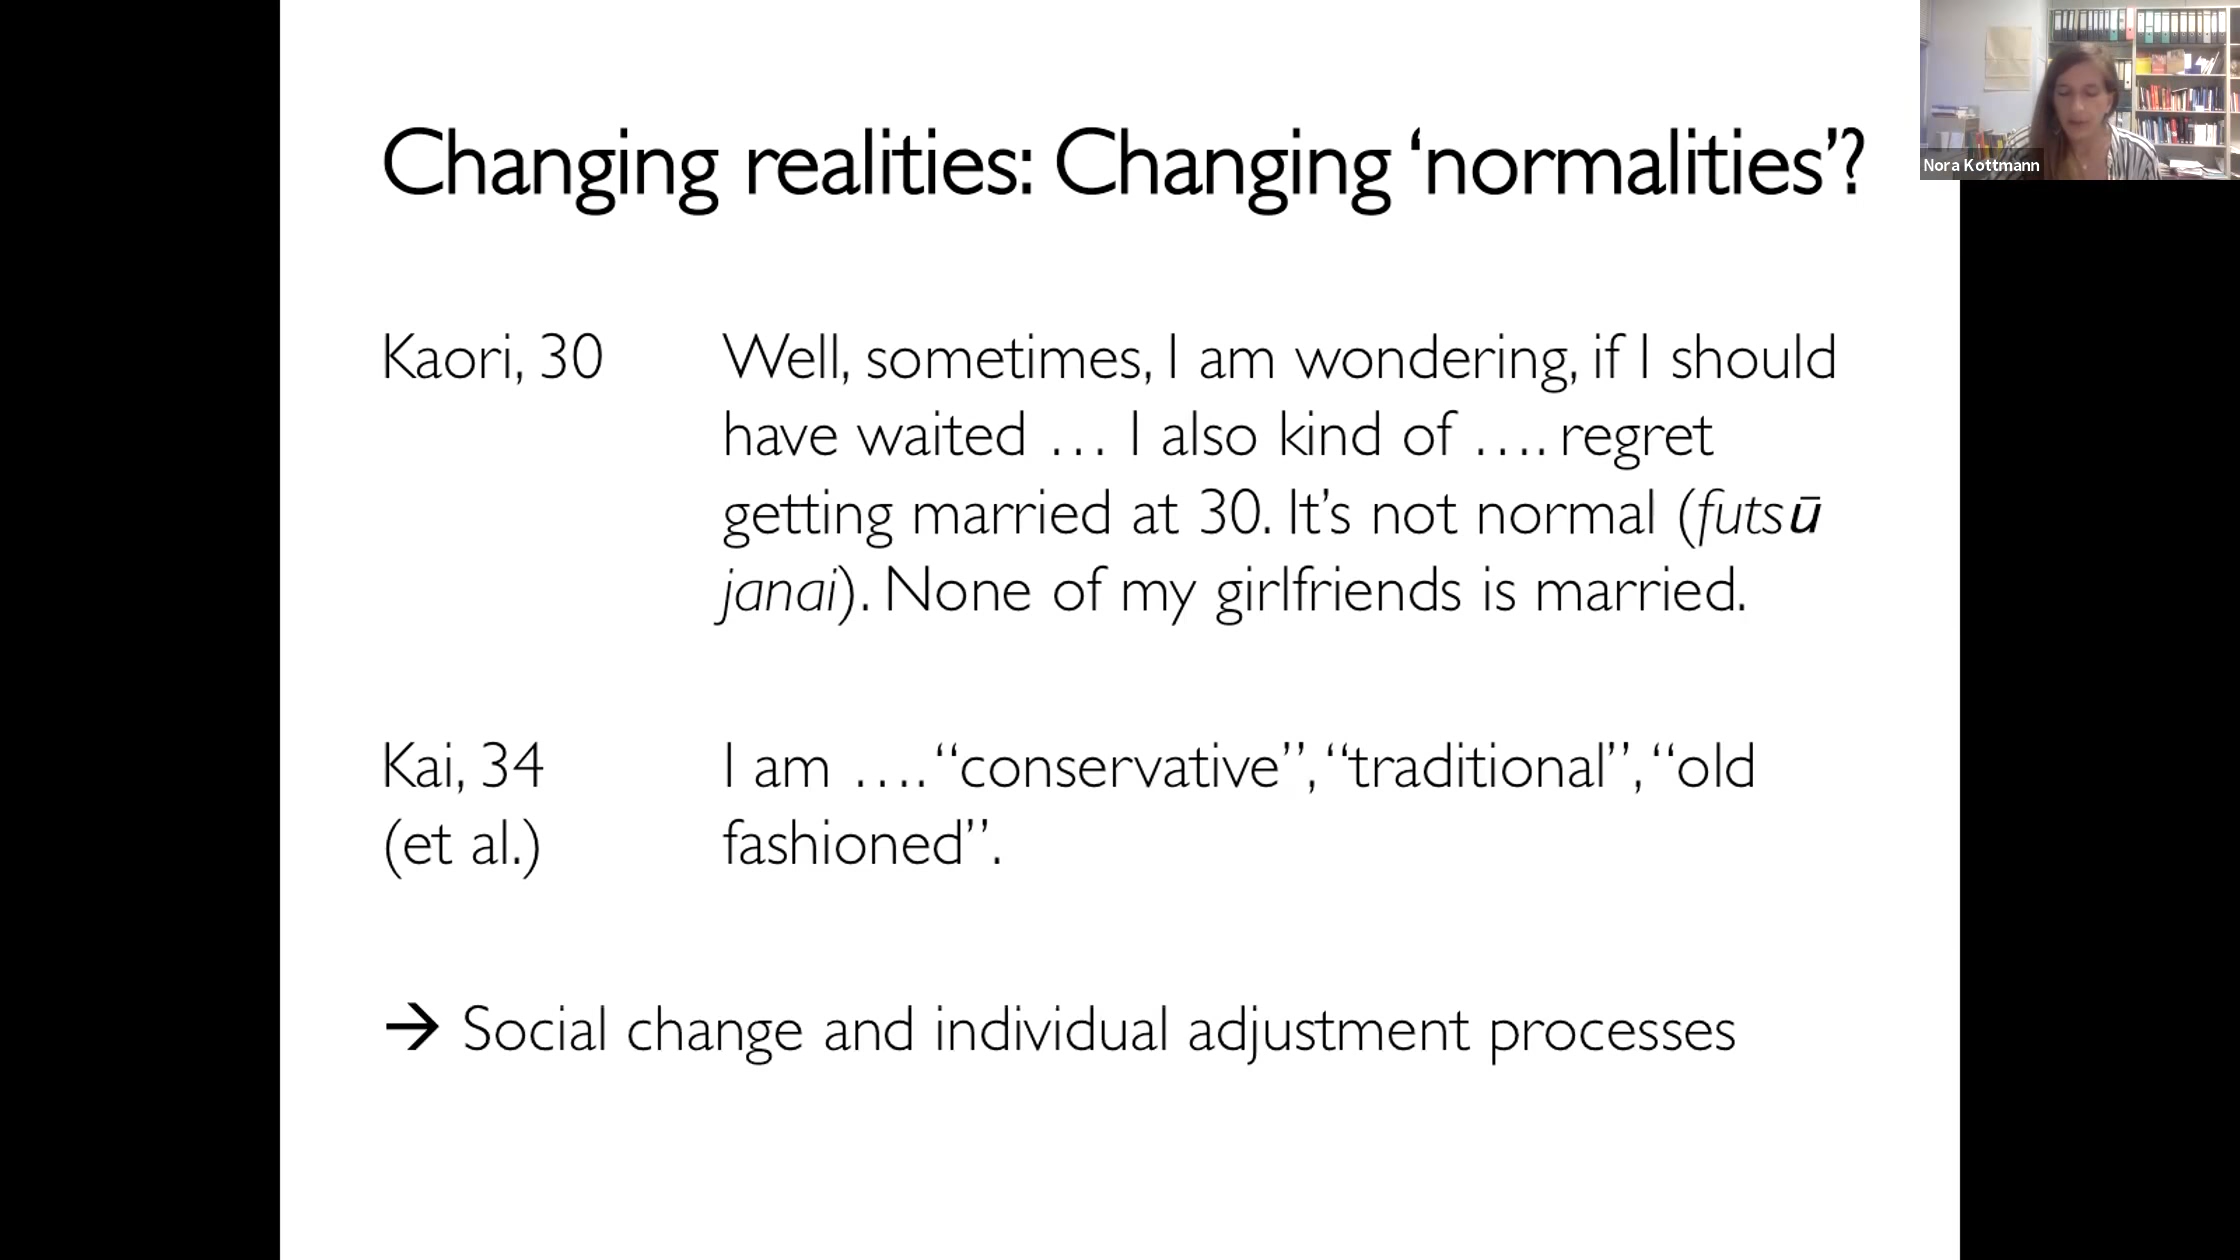 Changing realities: Changing ‘normalities’?
Nora Kottmann
Kaori, 30
Well, sometimes, I am wondering, if I should
have waited … I also kind of …. regret
getting married at 30. It’s not normal (futsū
janai). None of my girlfriends is married.
Kai, 34
(et al.)
I am …. “conservative”, “traditional”, “old
fashioned”.
→ Social change and individual adjustment processes